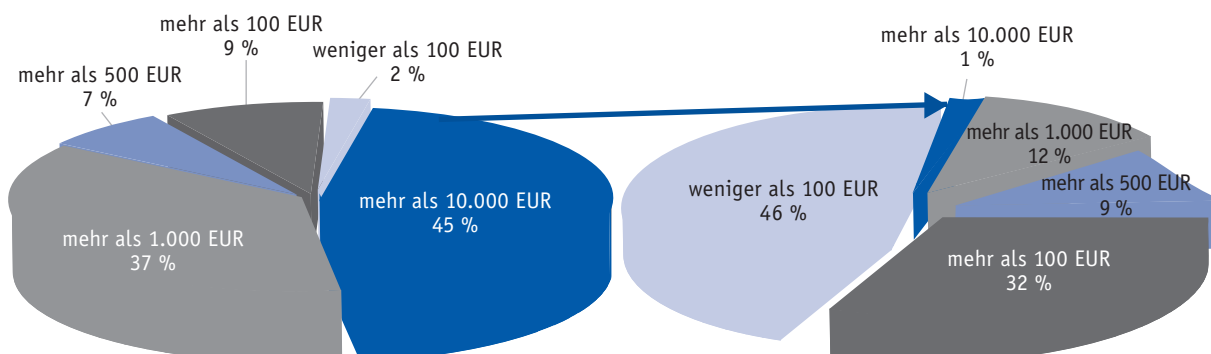 mehr als 100 EUR
9 %
weniger als 100 EUR
2 %
mehr als 500 EUR
7 %
mehr als 10.000 EUR
45 %
mehr als 1.000 EUR
37 %
mehr als 10.000 EUR
1 %
mehr als 1.000 EUR
12 %
mehr als 500 EUR
9 %
weniger als 100 EUR
46 %
mehr als 100 EUR
32 %